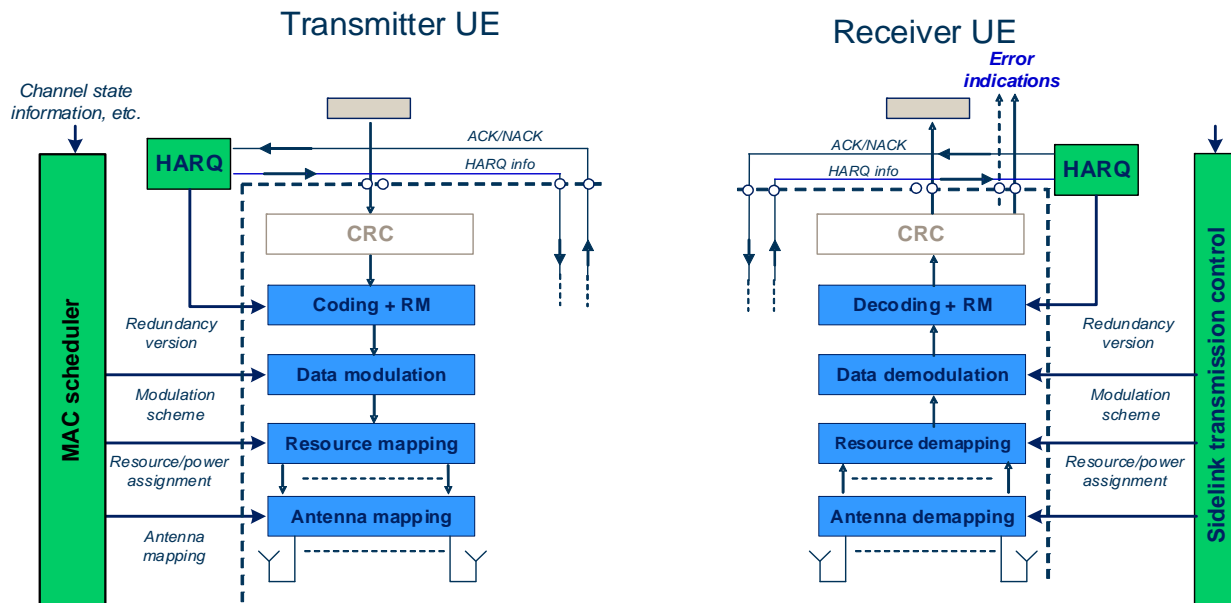 Transmitter UE
Receiver UE
Error
indications
Channel state
information, etc.
HARQ
ACK/NACK
HARQ info
CRC
Coding + RM
Redundancy
version
Data modulation
Modulation
scheme
Resource mapping
Resource/power
assignment
Antenna mapping
Antenna
mapping
MAC scheduler
ACK/NACK
HARQ info
HARQ
CRC
Decoding + RM
Redundancy
version
Data demodulation
Modulation
scheme
Resource demapping
Resource/power
assignment
Antenna demapping
Sidelink transmission control